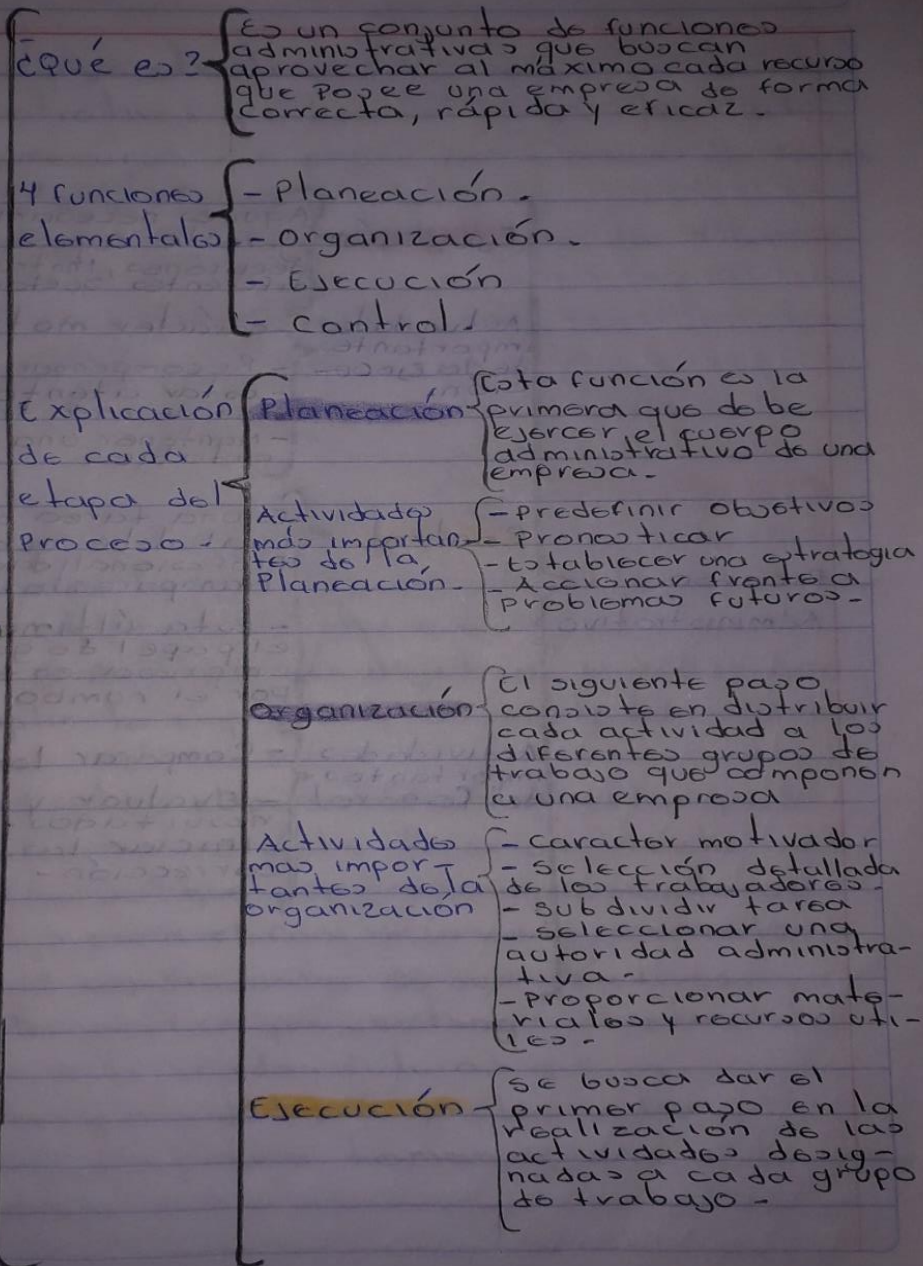 ¿Qué es?
Es un conjunto de funciones
administrativas que buscan
aprovechar al máximo cada recurso
que Posee una empresa de forma
correcta, rápida y eficaz.
4 funciones
elementales
- Planeación.
- Organización.
- Ejecución
- Control.
Explicación
de cada
etapa del
Proceso.
Planeación
Esta función es la
primera que debe
ejercer el cuerpo
administrativo de una
empresa.
Actividades
más importan-
tes de la
Planeación.
- Predefinir Objetivos
- Pronosticar
- Establecer una estrategia
- Accionar frente a
Problemas futuros.
Organización
El siguiente paso
consiste en distribuir
cada actividad a los
diferentes grupos de
trabajo que componen
a una empresa
Actividades
mas impor-
tantes de la
organización
- Caracter motivador
- Selección detallada
de los trabajadores.
- Subdividir tarea
- Seleccionar una
autoridad administra-
tiva.
- Proporcionar mate-
riales y recursos uti-
les.
Ejecución
Se busca dar el
primer paso en la
realización de las
actividades desig-
nadas a cada grupo
de trabajo.